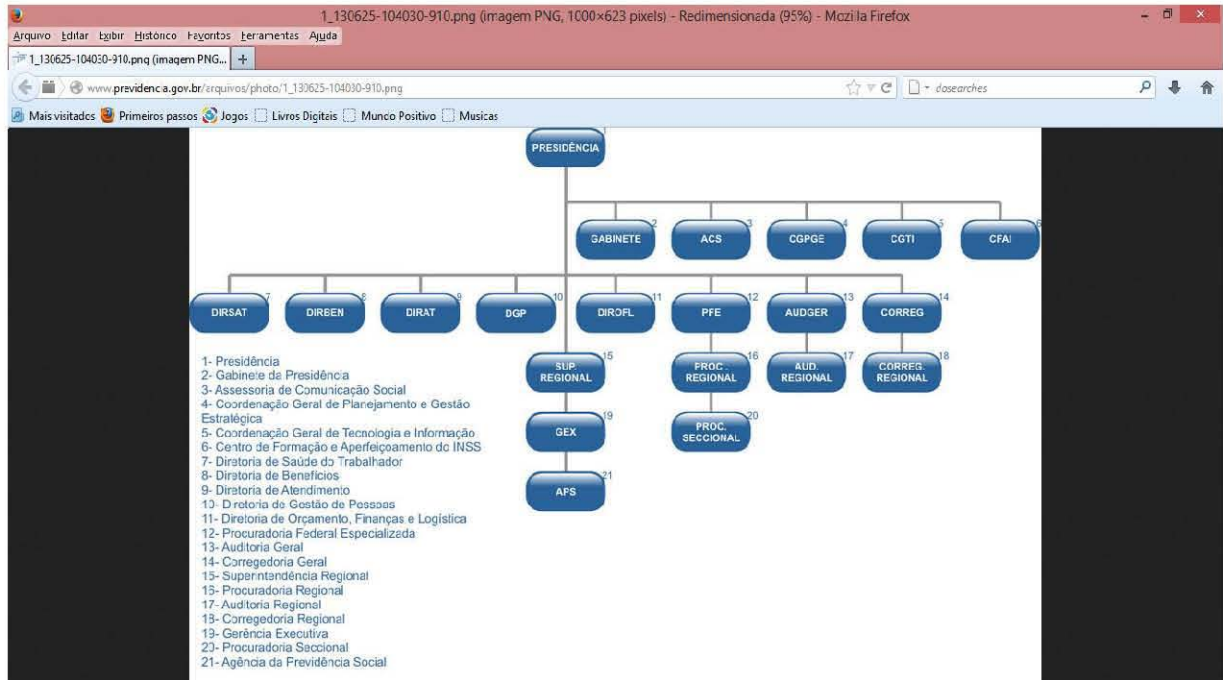 1_130625-104030-910.png (imagem PNG, 1000×623 pixels) - Redimensionada (95%) - Mozilla Firefox
Arquivo Editar Exibir Histórico Favoritos Ferramentas Ajuda
1_130625-104030-910.png (imagem PNG... +
www.previdencia.gov.br/arquivos/photo/1_130625-104030-910.png
dosearches
Mais visitados Primeiros passos Jogos Livros Digitais Mundo Positivo Musicas
PRESIDÊNCIA 1
GABINETE 2 ACS 3 CGPGE 4 CGTI 5 CFAI 6
DIRSAT 7 DIRBEN 8 DIRAT 9 DGP 10 DIROFL 11 PFE 12 AUDGER 13 CORREG 14
SUP. REGIONAL 15 PROC. REGIONAL 16 AUD. REGIONAL 17 CORREG. REGIONAL 18
GEX 19 PROC. SECCIONAL 20
APS 21
1- Presidência
2- Gabinete da Presidência
3- Assessoria de Comunicação Social
4- Coordenação Geral de Planejamento e Gestão
Estratégica
5- Coordenação Geral de Tecnologia e Informação
6- Centro de Formação e Aperfeiçoamento do INSS
7- Diretoria de Saúde do Trabalhador
8- Diretoria de Benefícios
9- Diretoria de Atendimento
10- Diretoria de Gestão de Pessoas
11- Diretoria de Orçamento, Finanças e Logística
12- Procuradoria Federal Especializada
13- Auditoria Geral
14- Corregedoria Geral
15- Superintendência Regional
16- Procuradoria Regional
17- Auditoria Regional
18- Corregedoria Regional
19- Gerência Executiva
20- Procuradoria Seccional
21- Agência da Previdência Social